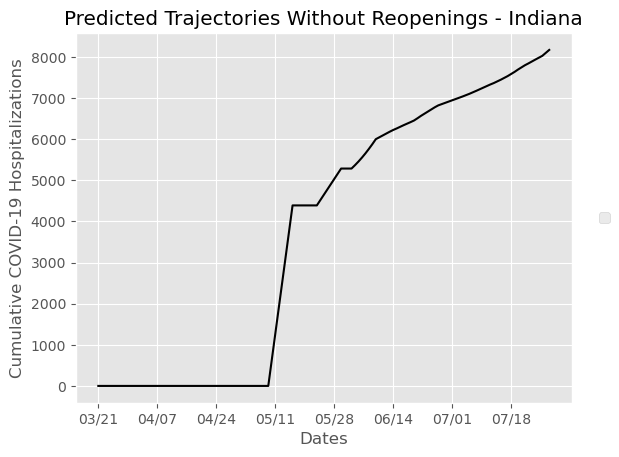 Predicted Trajectories Without Reopenings - Indiana
Cumulative COVID-19 Hospitalizations
8000
7000
6000
5000
4000
3000
2000
1000
0
03/21 04/07 04/24 05/11 05/28 06/14 07/01 07/18
Dates